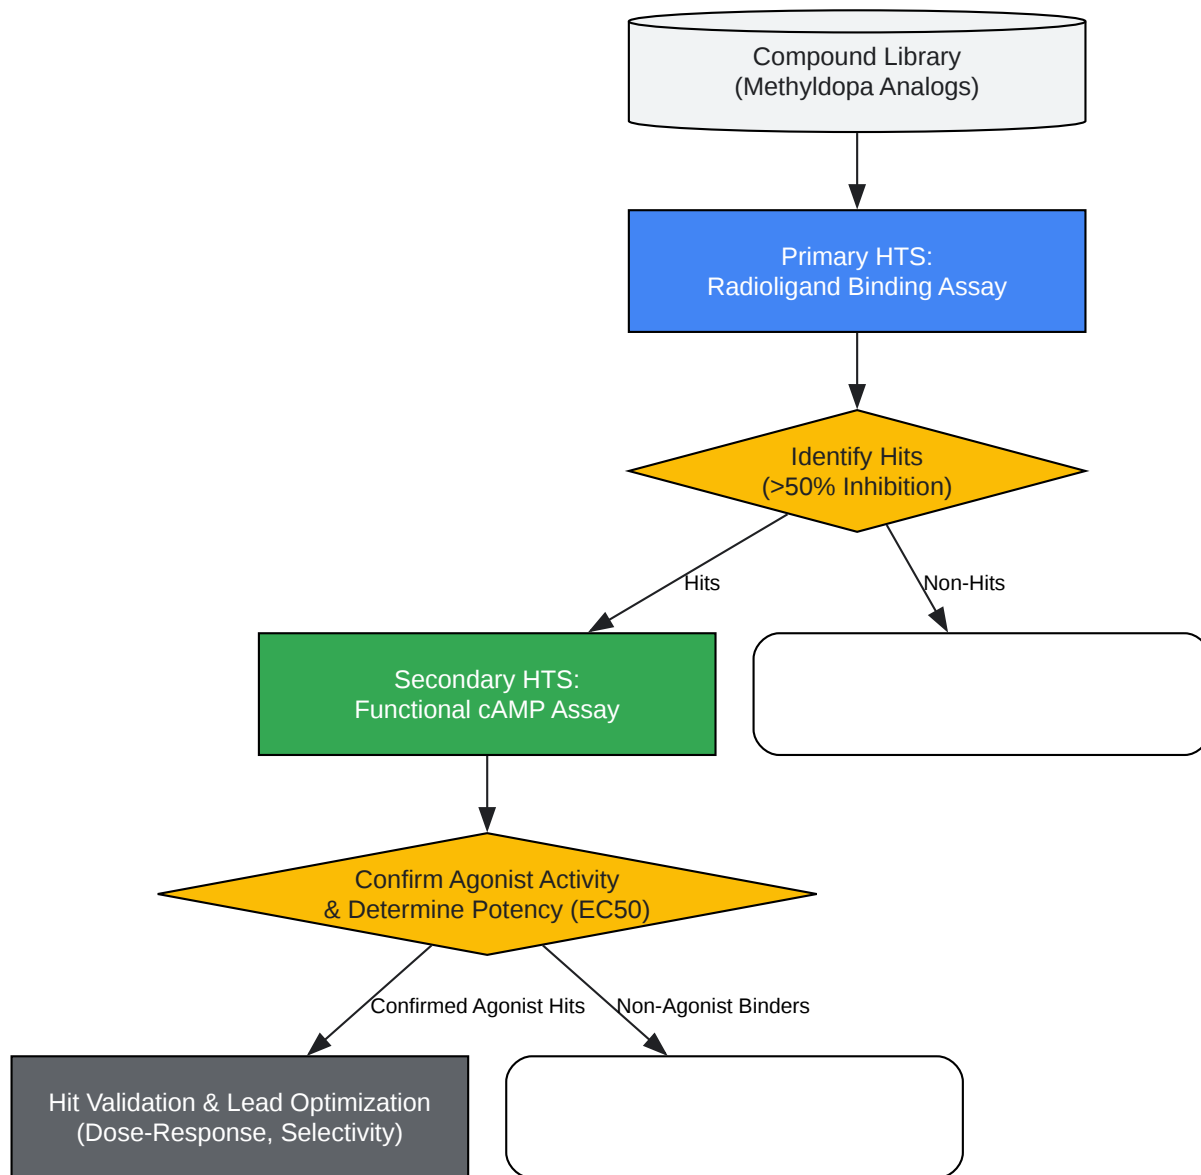 Compound Library
(Methyldopa Analogs)
Primary HTS:
Radioligand Binding Assay
Identify Hits
(>50% Inhibition)
Hits
Non-Hits
Secondary HTS:
Functional cAMP Assay
Confirm Agonist Activity
& Determine Potency (EC50)
Confirmed Agonist Hits
Non-Agonist Binders
Hit Validation & Lead Optimization
(Dose-Response, Selectivity)